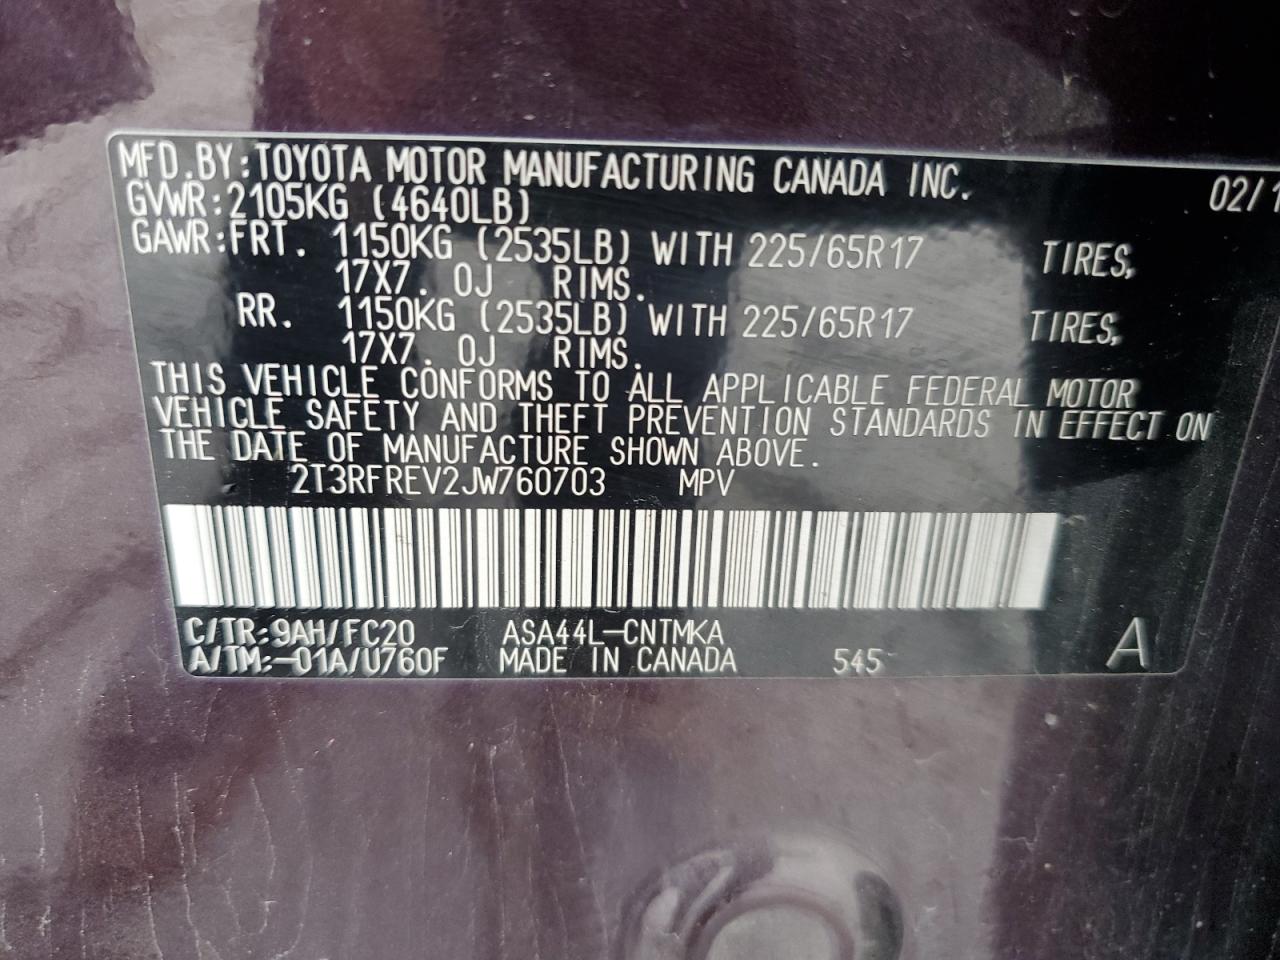 MFD.BY:TOYOTA MOTOR MANUFACTURING CANADA INC. 02/1
GVWR:2105KG (4640LB)
GAWR:FRT. 1150KG (2535LB) WITH 225/65R17 TIRES,
17X7.0J RIMS.
RR. 1150KG (2535LB) WITH 225/65R17 TIRES,
17X7.0J RIMS.
THIS VEHICLE CONFORMS TO ALL APPLICABLE FEDERAL MOTOR
VEHICLE SAFETY AND THEFT PREVENTION STANDARDS IN EFFECT ON
THE DATE OF MANUFACTURE SHOWN ABOVE.
2T3RFREV2JW760703 MPV
C/TR:9AH/FC20 ASA44L-CNTMKA
A/TM:-01A/U760F MADE IN CANADA 545 A